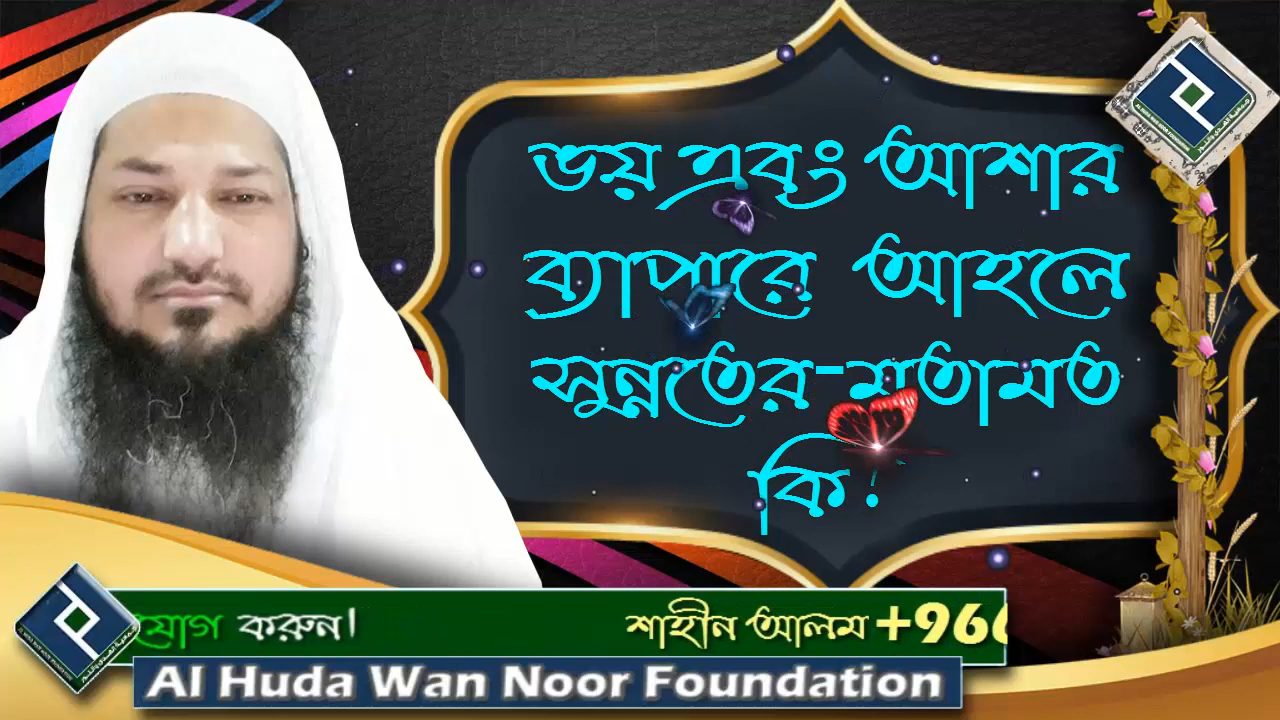 ভয় এবং আশার
ব্যাপারে আহলে
সুন্নতের-মতামত
কি!
যোগ করুন। শাহীন আলম +966
Al Huda Wan Noor Foundation